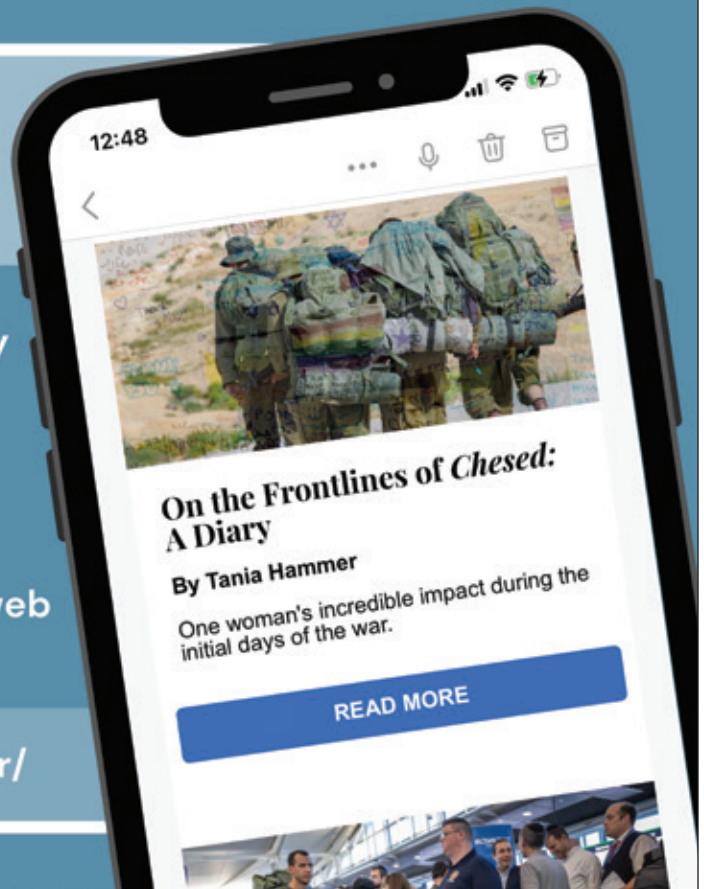 12:48
y
On the Frontlines of Chesed:
A Diary
By Tania Hammer
One woman's incredible impact during the
initial days of the war.
READ MORE
web
r/